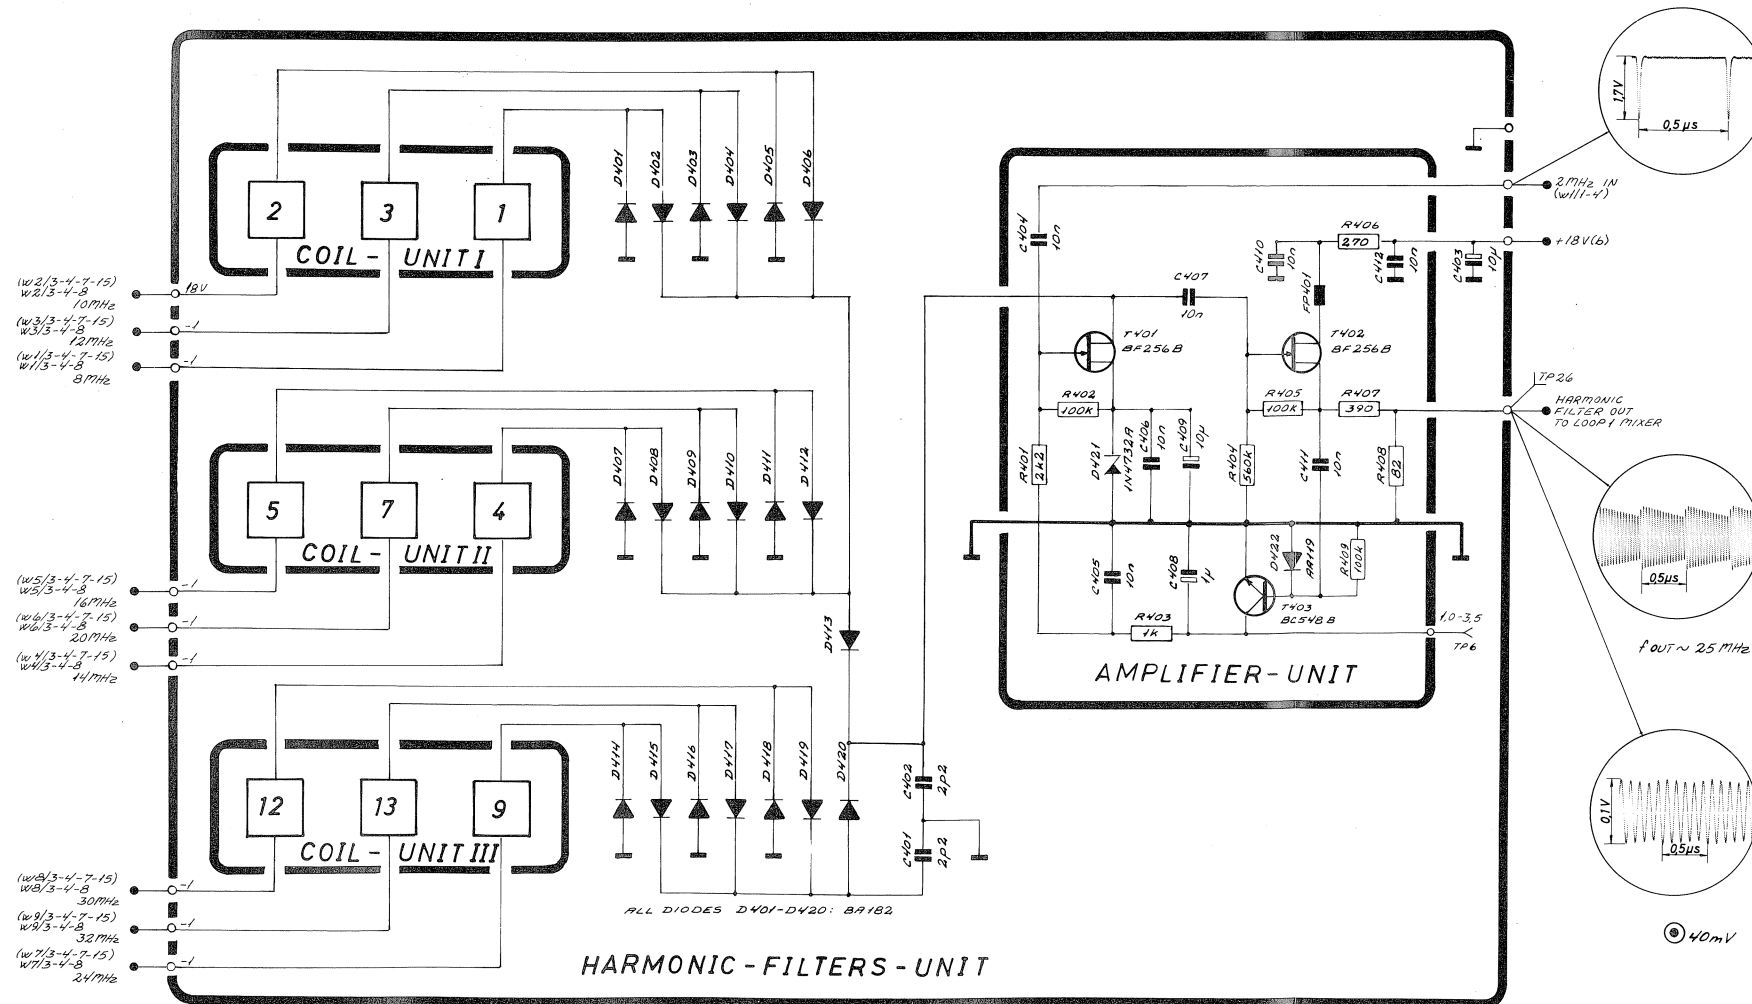 1,7V
0,5µs
D401
D402
D403
D404
D405
D406
2
3
1
COIL - UNIT I
(w2/3-4-7-15)
w2/3-4-8
10MHz
18V
(w3/3-4-7-15)
w3/3-4-8
12MHz
-1
(w1/3-4-7-15)
w1/3-4-8
8MHz
-1
C404
10n
2MHz IN
(w1/1-4)
R406
270
+18V(b)
C410
10n
C412
10n
C403
10µ
C407
10n
FP401
T401
BF256B
T402
BF256B
R402
100K
R405
100K
R407
390
TP26
HARMONIC
FILTER OUT
TO LOOP 1 MIXER
R401
2k2
D421
1N4732A
C406
10n
C409
10µ
R404
560k
C411
10n
R408
82
D407
D408
D409
D410
D411
D412
5
7
4
COIL - UNIT II
(w5/3-4-7-15)
w5/3-4-8
16MHz
-1
(w6/3-4-7-15)
w6/3-4-8
20MHz
-1
(w4/3-4-7-15)
w4/3-4-8
14MHz
-1
D413
C405
10n
C408
1µ
D422
AA119
R409
100k
R403
1k
T403
BC548B
1,0-3,5
TP6
AMPLIFIER-UNIT
0,5µs
f OUT ~ 25 MHz
D414
D415
D416
D417
D418
D419
D420
12
13
9
COIL - UNIT III
C402
2p2
C401
2p2
0,1V
0,5µs
(w8/3-4-7-15)
w8/3-4-8
30MHz
-1
(w9/3-4-7-15)
w9/3-4-8
32MHz
-1
(w7/3-4-7-15)
w7/3-4-8
24MHz
-1
ALL DIODES D401-D420: BA182
40mV
HARMONIC-FILTERS-UNIT